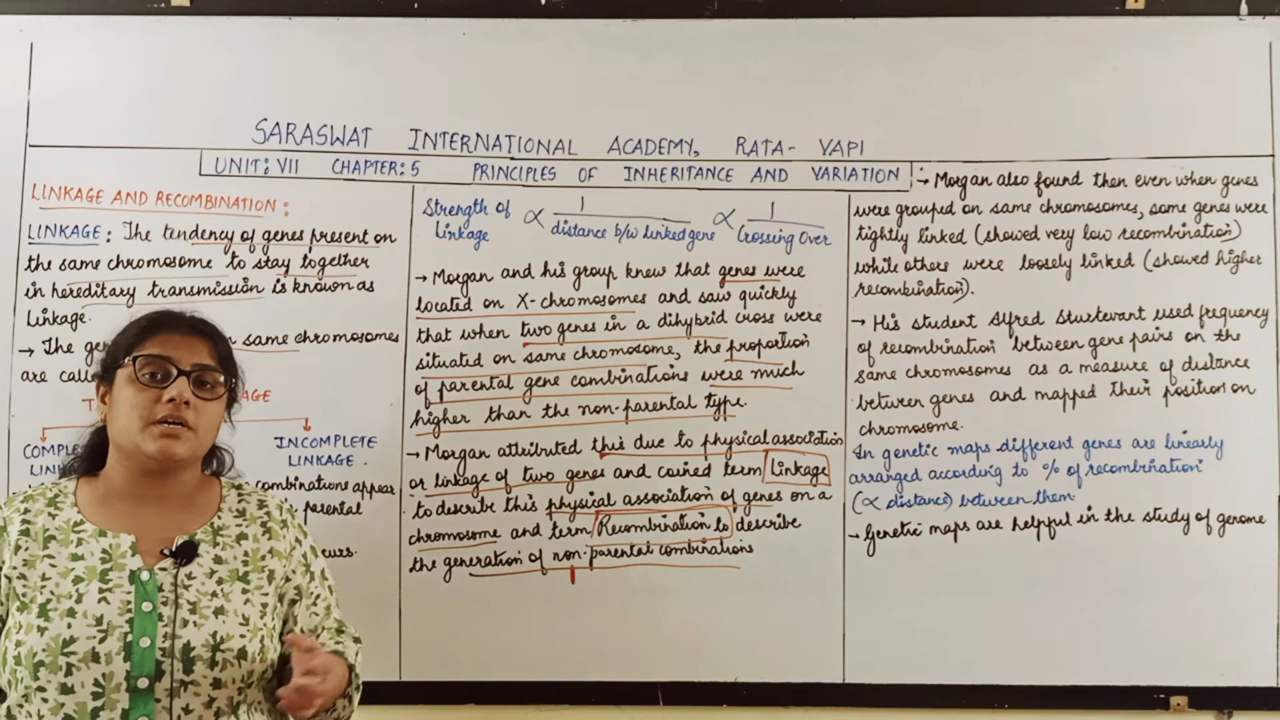 SARASWAT INTERNATIONAL ACADEMY, RATA- VAPI
UNIT: VII CHAPTER: 5 PRINCIPLES OF INHERITANCE AND VARIATION
LINKAGE AND RECOMBINATION:
LINKAGE: The tendency of genes present on
the same chromosome to stay together
in hereditary transmission is known as
linkage.
→ The same chromosomes
are
COMPLE
INCOMPLETE
LINKAGE.
combinations appear
parental
Strength of Linkage ∝ 1 / distance b/w linked gene ∝ 1 / Crossing Over
→ Morgan and his group knew that genes were
located on X-chromosomes and saw quickly
that when two genes in a dihybrid cross were
situated on same chromosome, the proportion
of parental gene combinations were much
higher than the non-parental type.
→ Morgan attributed this due to physical association
or linkage of two genes and coined term Linkage
to describe this physical association of genes on a
chromosome and term Recombination to describe
the generation of non-parental combinations
→ Morgan also found then even when genes
were grouped on same chromosomes, some genes were
tightly linked (showed very low recombination)
while others were loosely linked (showed higher
recombination).
→ His student Alfred Sturtevant used frequency
of recombination between gene pairs on the
same chromosomes as a measure of distance
between genes and mapped their position on
chromosome.
In genetic maps different genes are linearly
arranged according to % of recombination
(∝ distance) between them.
→ Genetic maps are helpful in the study of genome